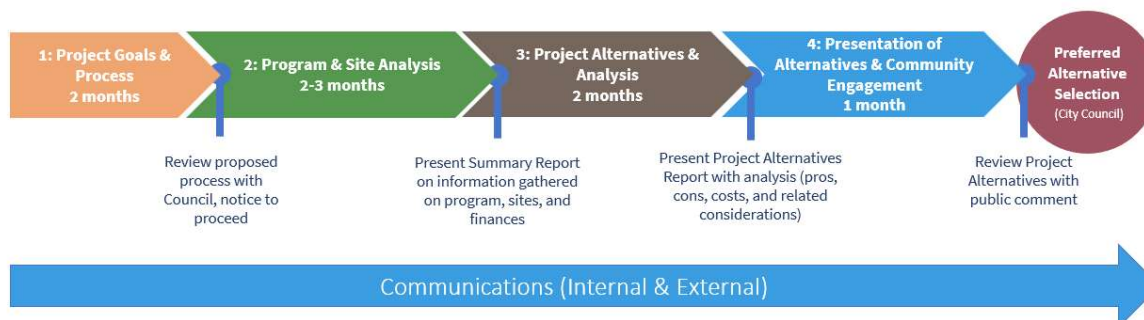 1: Project Goals &
Process
2 months
2: Program & Site Analysis
2-3 months
3: Project Alternatives &
Analysis
2 months
4: Presentation of
Alternatives & Community
Engagement
1 month
Preferred
Alternative
Selection
(City Council)
Review proposed
process with
Council, notice to
proceed
Present Summary Report
on information gathered
on program, sites, and
finances
Present Project Alternatives
Report with analysis (pros,
cons, costs, and related
considerations)
Review Project
Alternatives with
public comment
Communications (Internal & External)